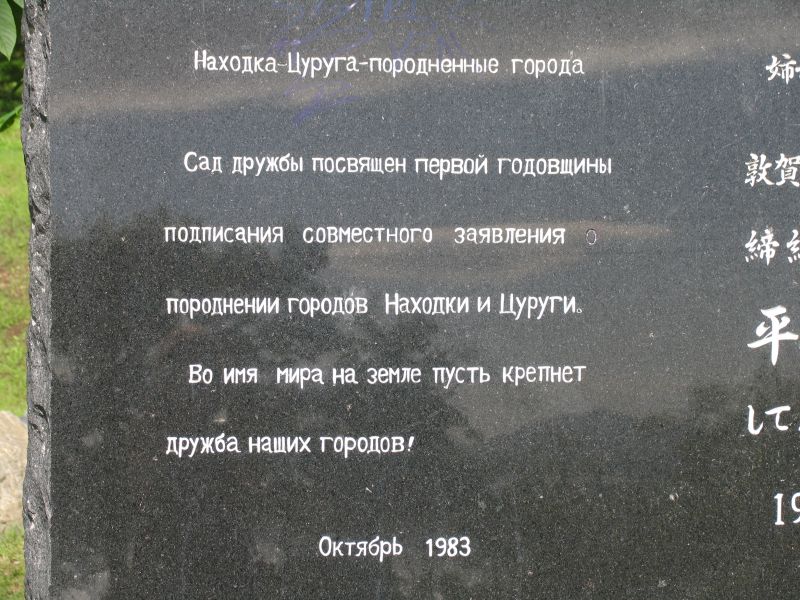 Находка-Цуруга-породненные города
Сад дружбы посвящен первой годовщины
подписания совместного заявления о
породнении городов Находки и Цуруги.
Во имя мира на земле пусть крепнет
дружба наших городов!
Октябрь 1983
姉
敦賀
締
平
して
19